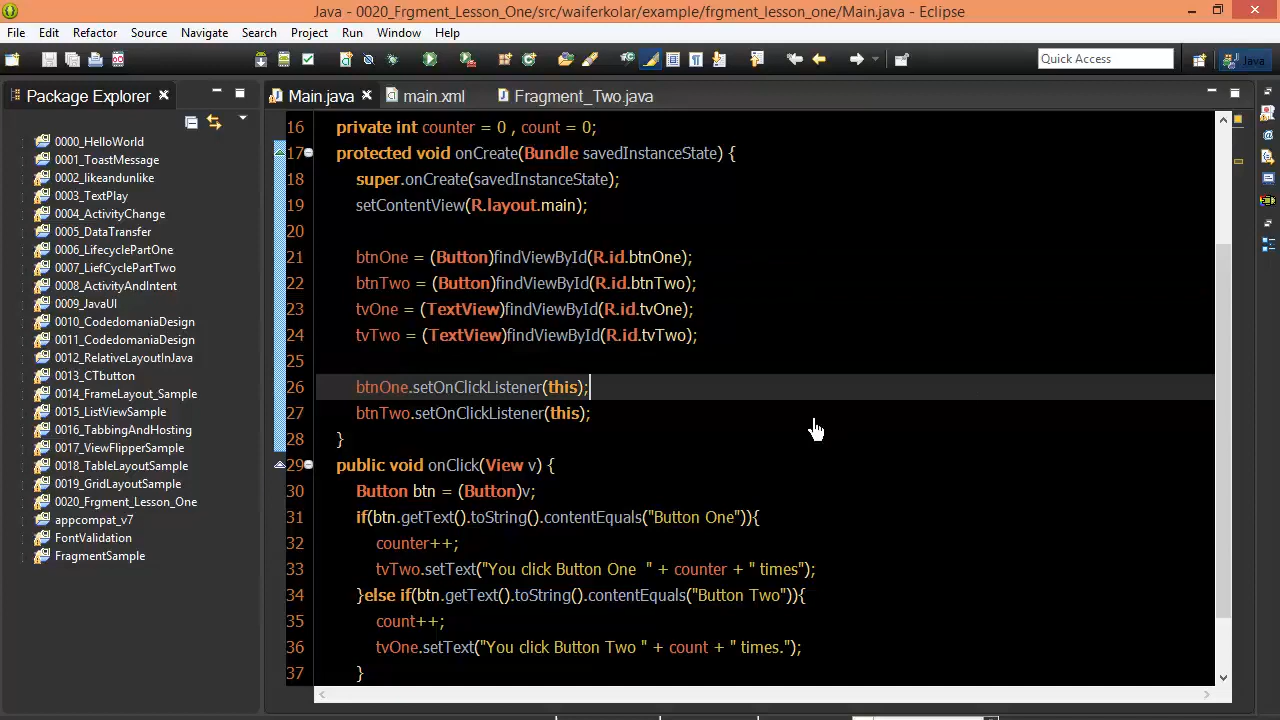 Java - 0020_Frgment_Lesson_One/src/waiferkolar/example/frgment_lesson_one/Main.java - Eclipse
File Edit Refactor Source Navigate Search Project Run Window Help
Quick Access
Java
Package Explorer
Main.java
main.xml
Fragment_Two.java
0000_HelloWorld
0001_ToastMessage
0002_likeandunlike
0003_TextPlay
0004_ActivityChange
0005_DataTransfer
0006_LifecyclePartOne
0007_LiefCyclePartTwo
0008_ActivityAndIntent
0009_JavaUI
0010_CodedomaniaDesign
0011_CodedomaniaDesign
0012_RelativeLayoutInJava
0013_CTbutton
0014_FrameLayout_Sample
0015_ListViewSample
0016_TabbingAndHosting
0017_ViewFlipperSample
0018_TableLayoutSample
0019_GridLayoutSample
0020_Frgment_Lesson_One
appcompat_v7
FontValidation
FragmentSample
16 private int counter = 0 , count = 0;
17 protected void onCreate(Bundle savedInstanceState) {
18 super.onCreate(savedInstanceState);
19 setContentView(R.layout.main);
20
21 btnOne = (Button)findViewById(R.id.btnOne);
22 btnTwo = (Button)findViewById(R.id.btnTwo);
23 tvOne = (TextView)findViewById(R.id.tvOne);
24 tvTwo = (TextView)findViewById(R.id.tvTwo);
25
26 btnOne.setOnClickListener(this);
27 btnTwo.setOnClickListener(this);
28 }
29 public void onClick(View v) {
30 Button btn = (Button)v;
31 if(btn.getText().toString().contentEquals("Button One")){
32 counter++;
33 tvTwo.setText("You click Button One  " + counter + " times");
34 }else if(btn.getText().toString().contentEquals("Button Two")){
35 count++;
36 tvOne.setText("You click Button Two " + count + " times.");
37 }